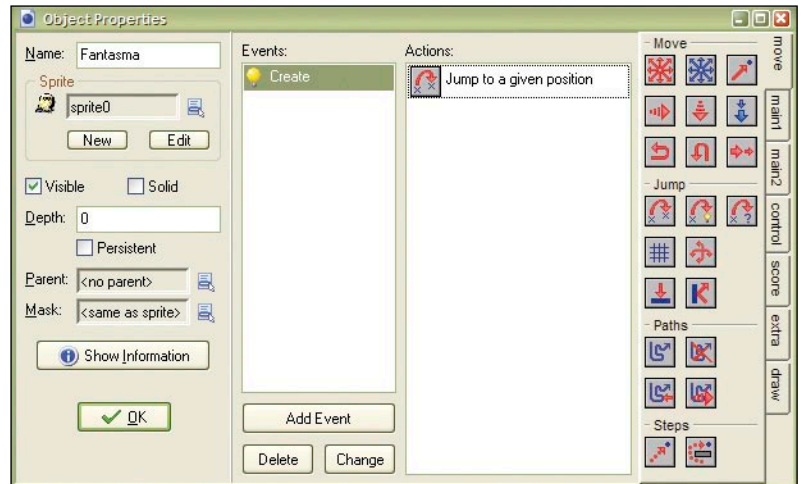 Object Properties
Name: Fantasma
Sprite
sprite0
New Edit
Visible Solid
Depth: 0
Persistent
Parent: <no parent>
Mask: <same as sprite>
Show Information
OK
Events:
Create
Add Event
Delete Change
Actions:
Jump to a given position
Move
Jump
Paths
Steps
move
main1
main2
control
score
extra
draw